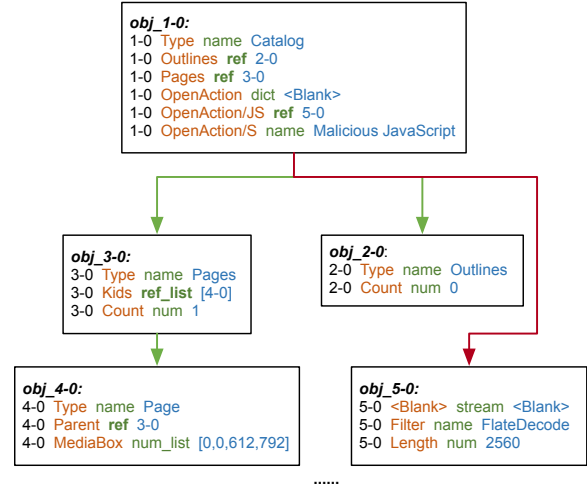 obj_1-0:
1-0 Type name Catalog
1-0 Outlines ref 2-0
1-0 Pages ref 3-0
1-0 OpenAction dict <Blank>
1-0 OpenAction/JS ref 5-0
1-0 OpenAction/S name Malicious JavaScript
obj_3-0:
3-0 Type name Pages
3-0 Kids ref_list [4-0]
3-0 Count num 1
obj_2-0:
2-0 Type name Outlines
2-0 Count num 0
obj_4-0:
4-0 Type name Page
4-0 Parent ref 3-0
4-0 MediaBox num_list [0,0,612,792]
obj_5-0:
5-0 <Blank> stream <Blank>
5-0 Filter name FlateDecode
5-0 Length num 2560
......